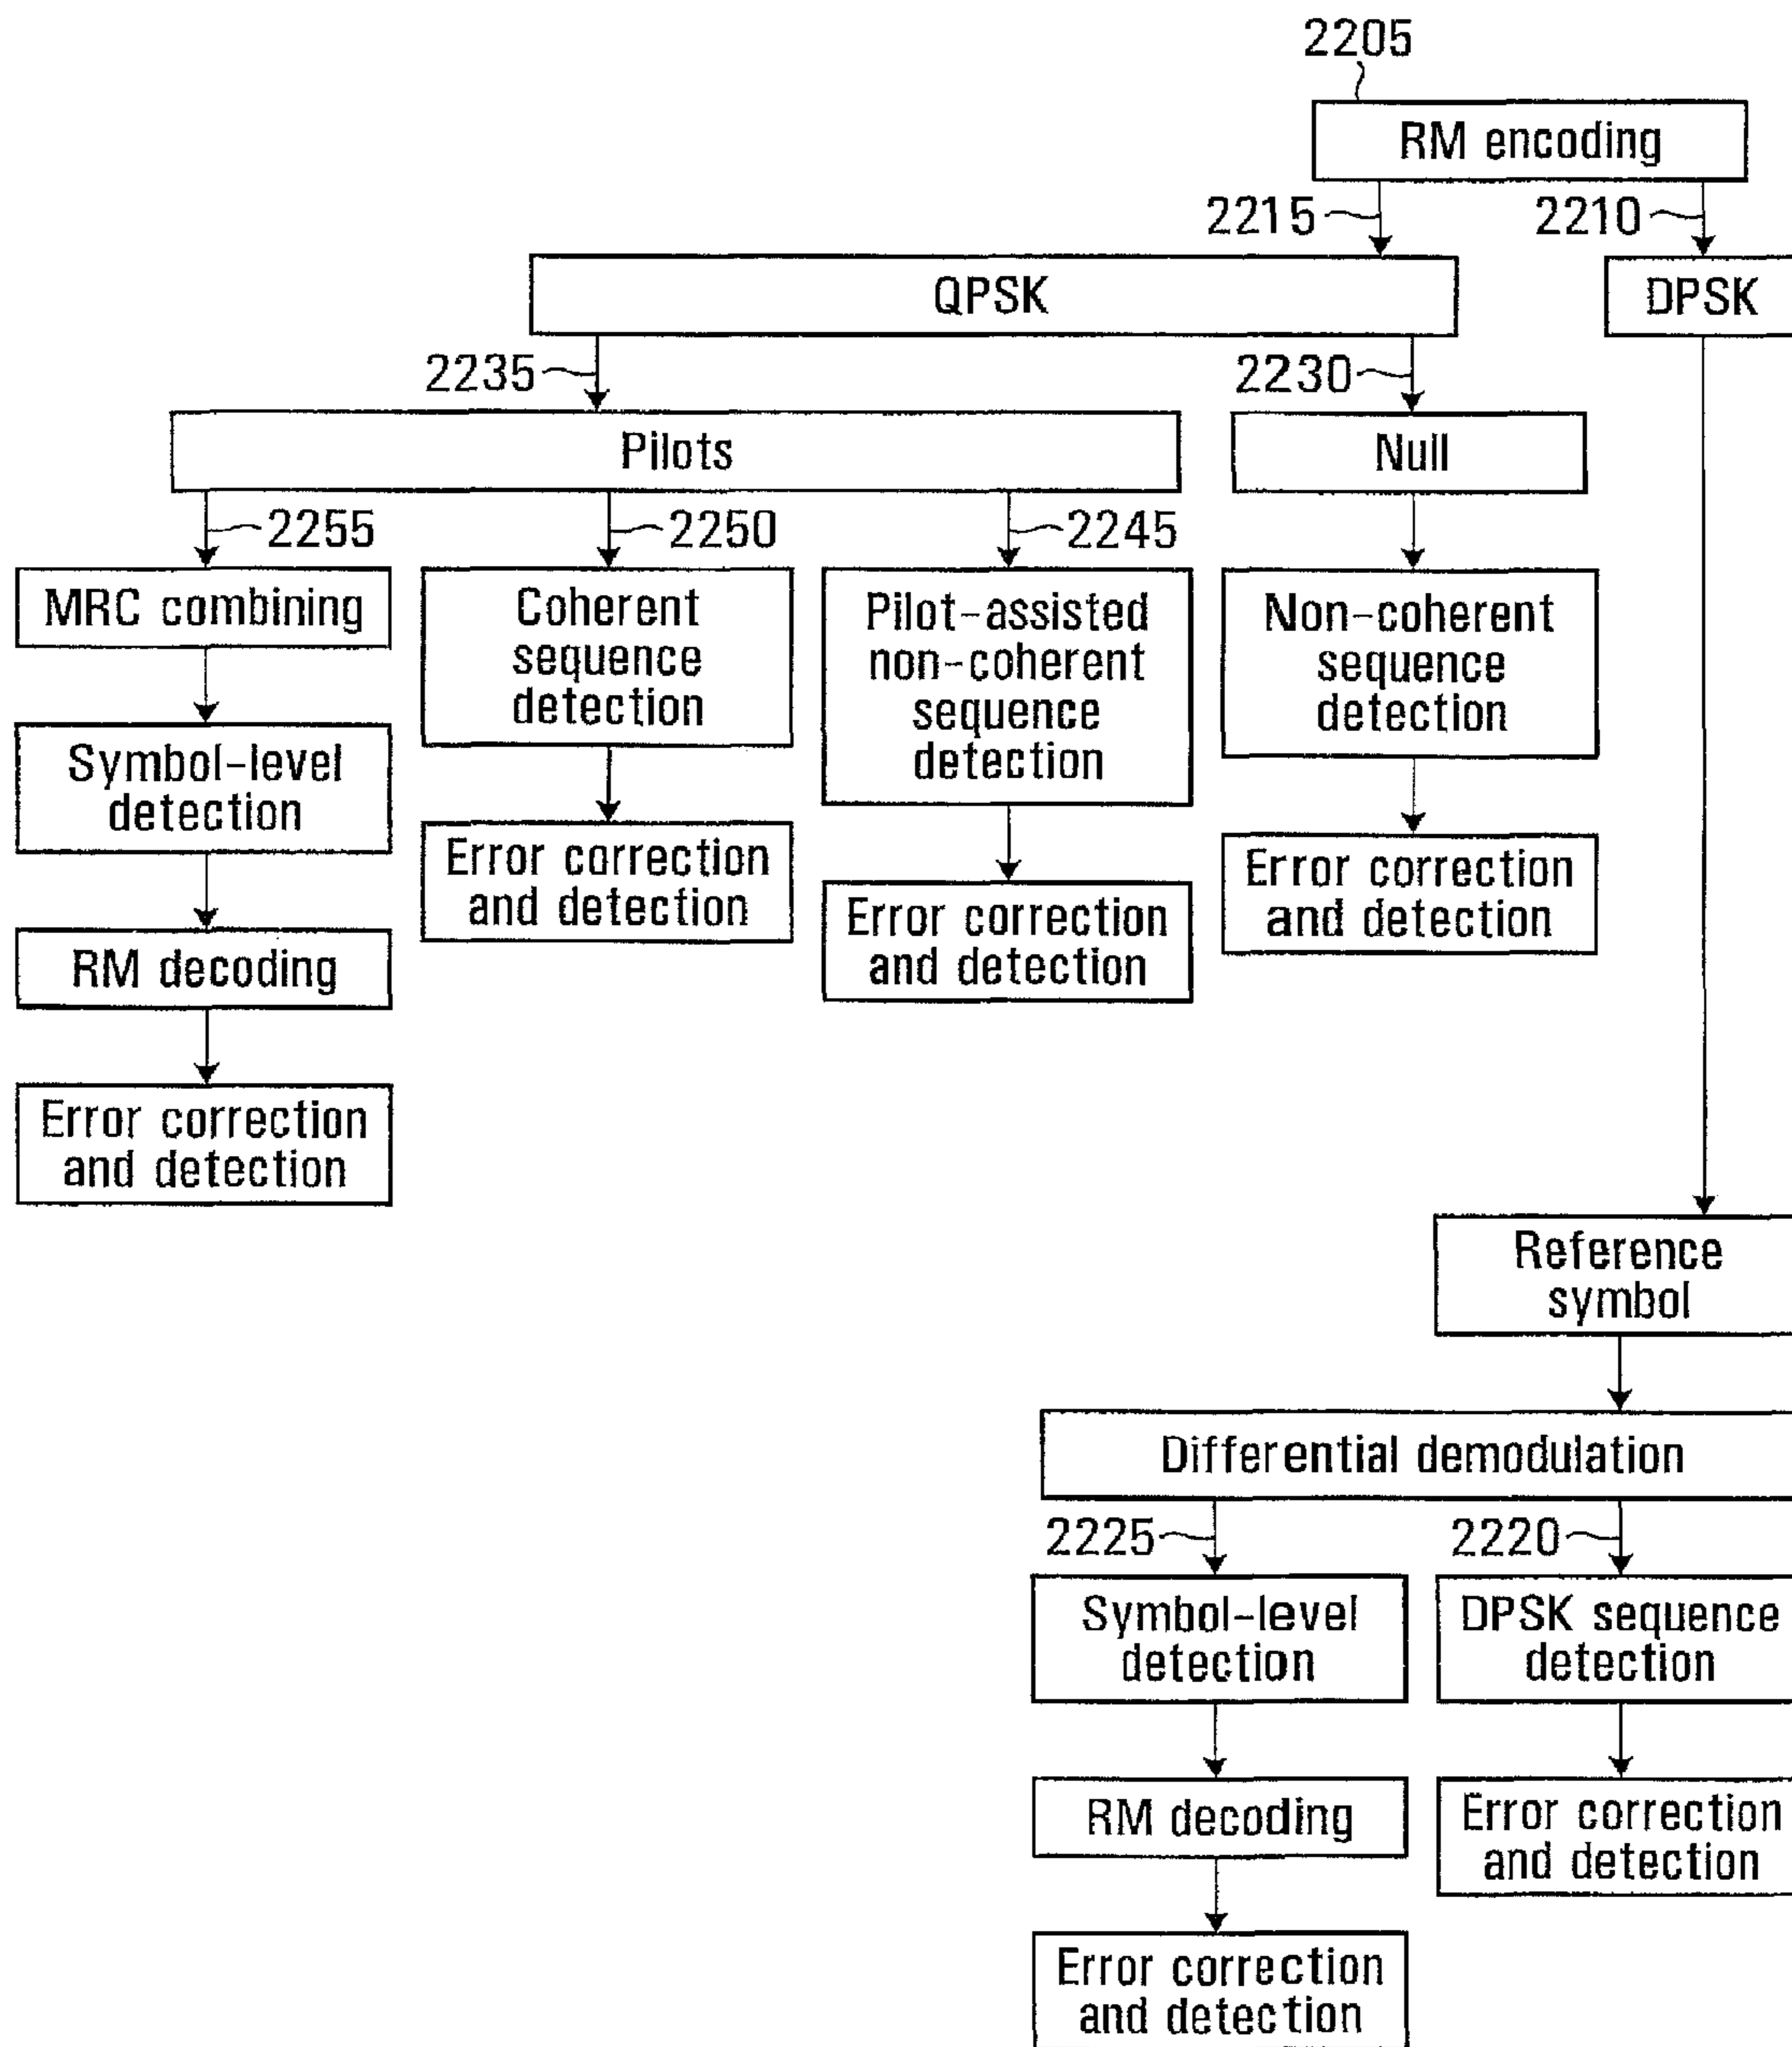 2205
RM encoding
2215
2210
QPSK
DPSK
2235
2230
Pilots
Null
2255
2250
2245
MRC combining
Coherent
sequence
detection
Pilot-assisted
non-coherent
sequence
detection
Non-coherent
sequence
detection
Symbol-level
detection
Error correction
and detection
Error correction
and detection
Error correction
and detection
RM decoding
Error correction
and detection
Reference
symbol
Differential demodulation
2225
2220
Symbol-level
detection
DPSK sequence
detection
RM decoding
Error correction
and detection
Error correction
and detection